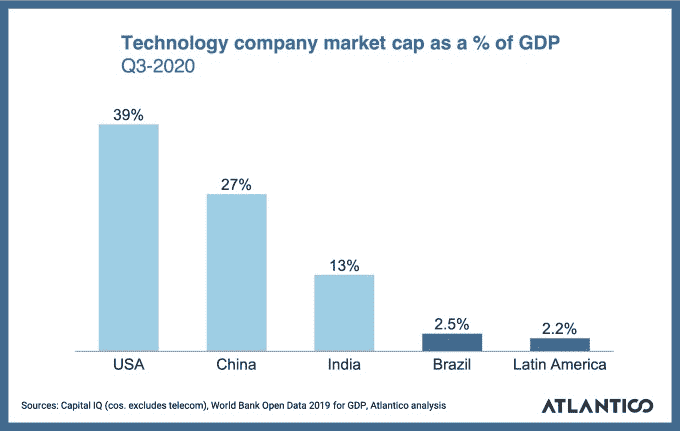 Technology company market cap as a % of GDP
Q3-2020
39%
27%
13%
2.5%
2.2%
USA
China
India
Brazil
Latin America
Sources: Capital IQ (cos. excludes telecom), World Bank Open Data 2019 for GDP, Atlantico analysis
ATLANTICO